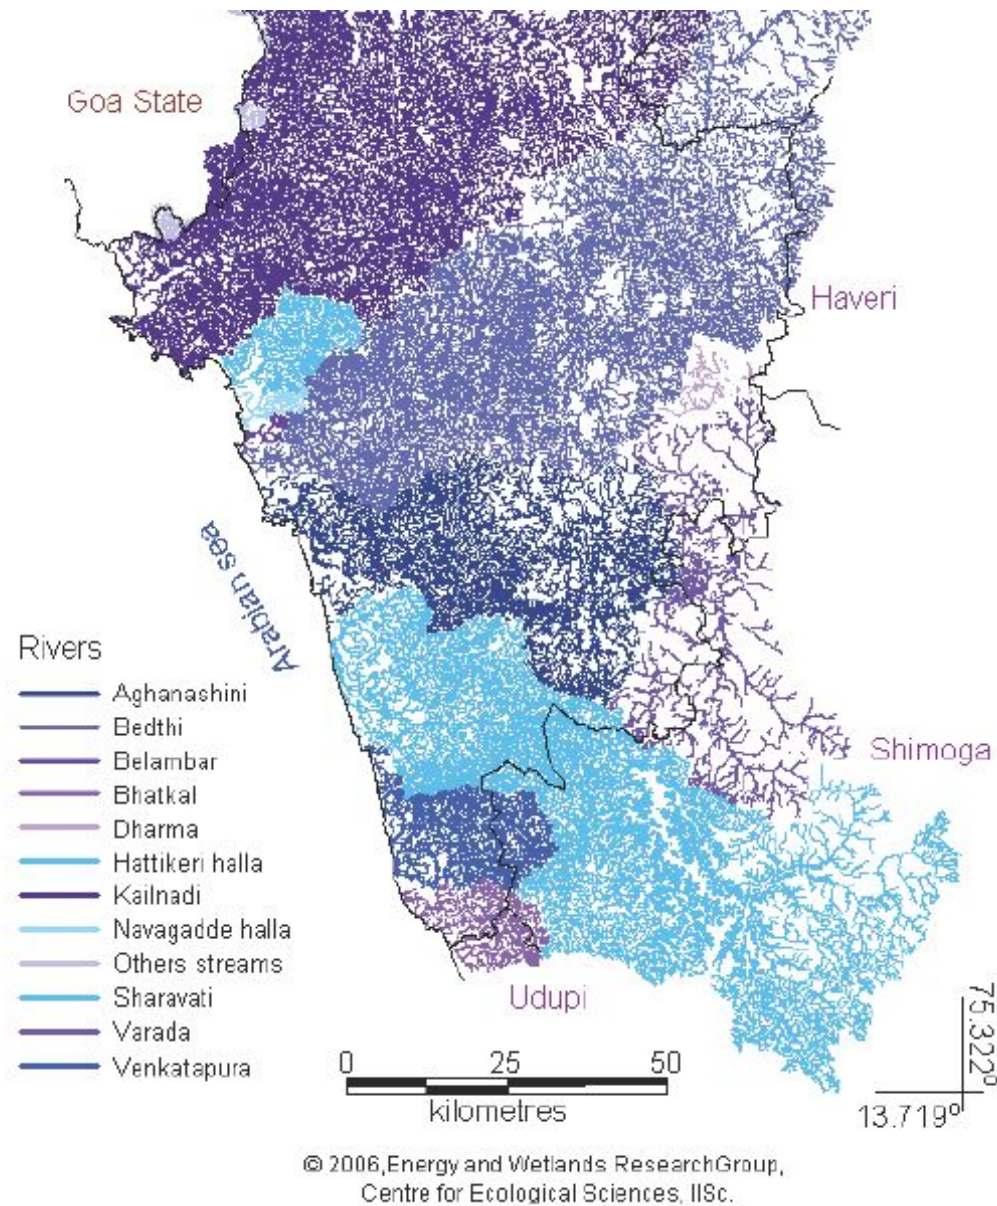 Goa State
Haveri
Arabian sea
Rivers
Aghanashini
Bedthi
Belambar
Bhatkal
Dharma
Hattikeri halla
Kailnadi
Navagadde halla
Others streams
Sharavati
Varada
Venkatapura
Shimoga
Udupi
0 25 50
kilometres
75.322º
13.719º
© 2006,Energy and Wetlands ResearchGroup,
Centre for Ecological Sciences, IISc.